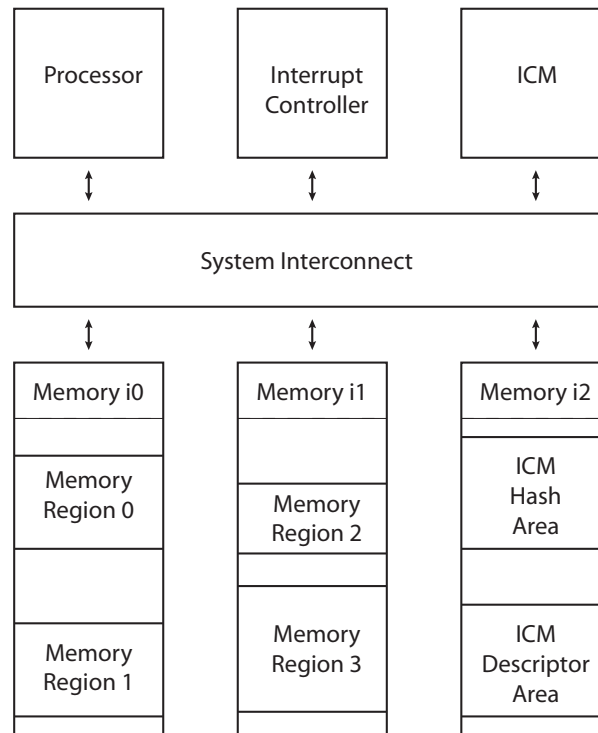 Processor
Interrupt
Controller
ICM
System Interconnect
Memory i0
Memory i1
Memory i2
Memory
Region 0
Memory
Region 2
ICM
Hash
Area
Memory
Region 1
Memory
Region 3
ICM
Descriptor
Area